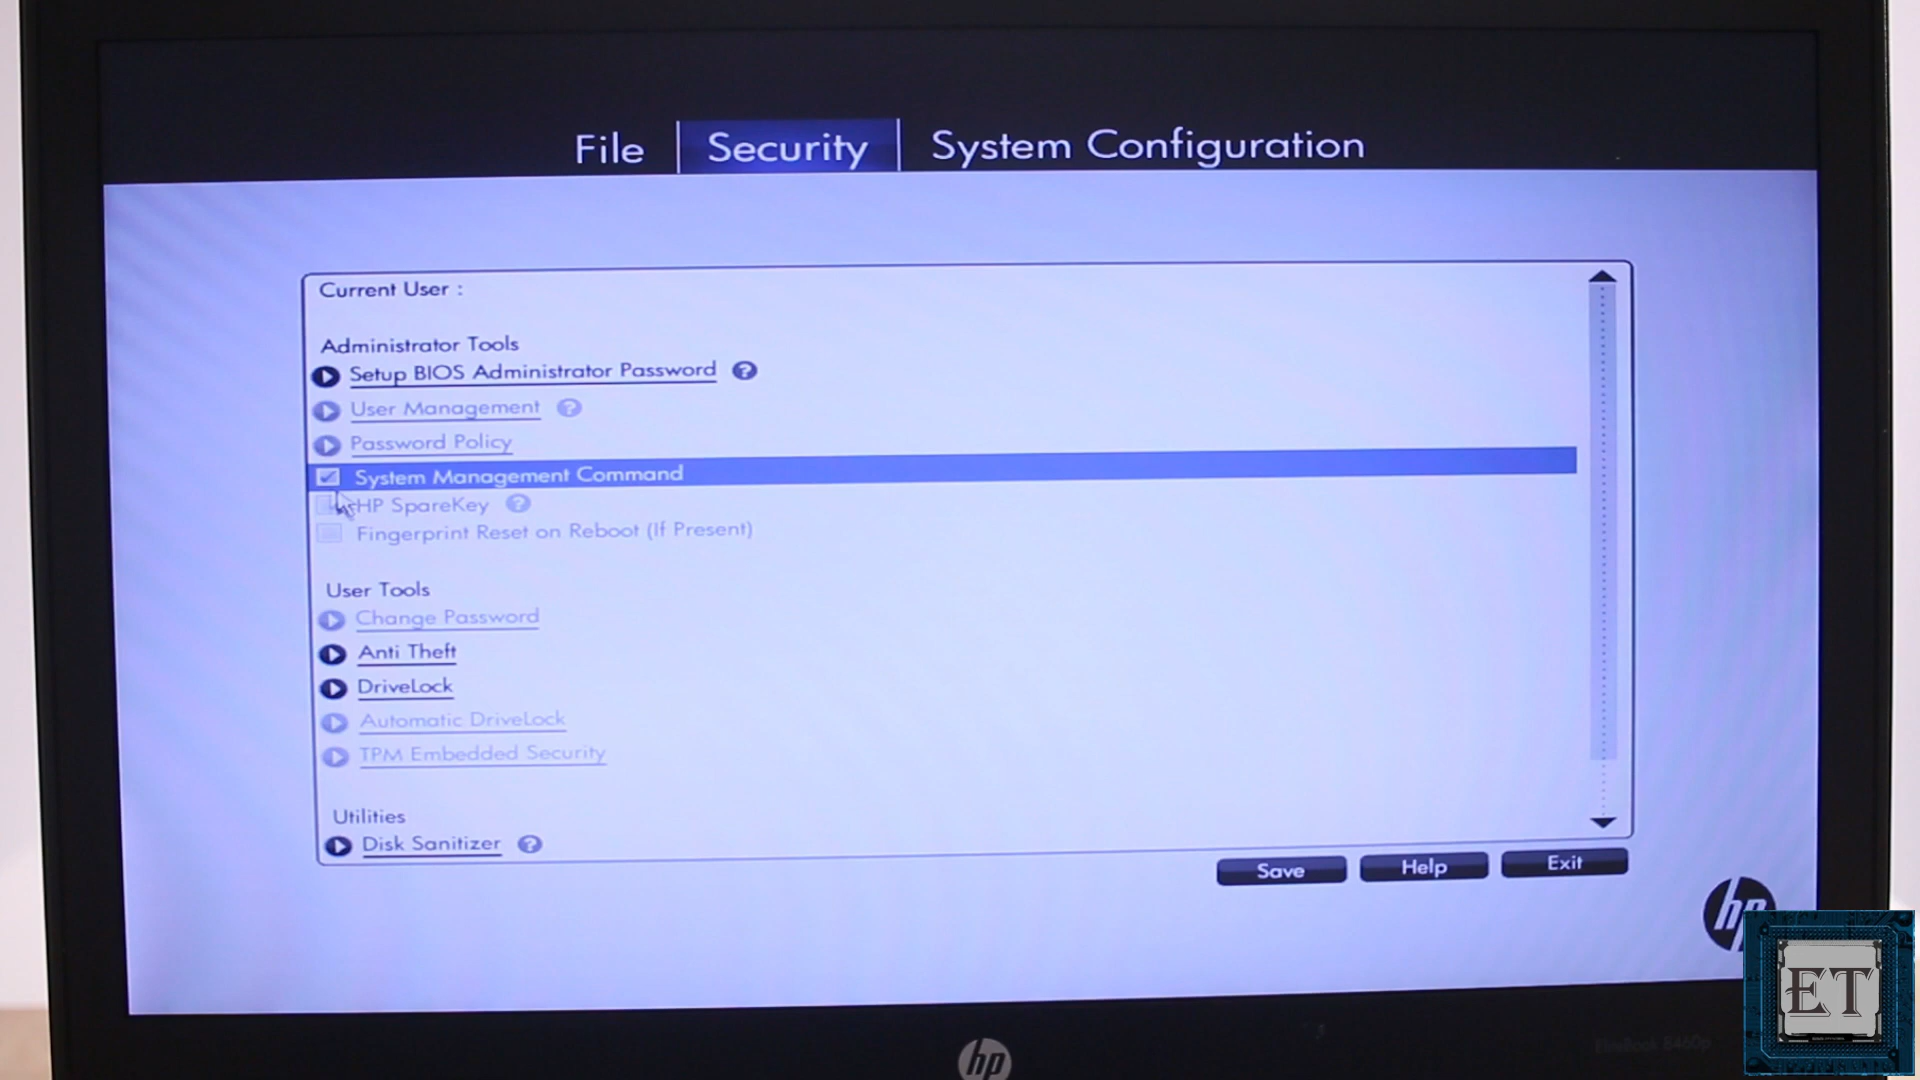 File
Security
System Configuration
Current User :
Administrator Tools
Setup BIOS Administrator Password ?
User Management ?
Password Policy
System Management Command
HP SpareKey ?
Fingerprint Reset on Reboot (If Present)
User Tools
Change Password
Anti Theft
DriveLock
Automatic DriveLock
TPM Embedded Security
Utilities
Disk Sanitizer ?
Save
Help
Exit
hp
ET
hp
EliteBook 8460p